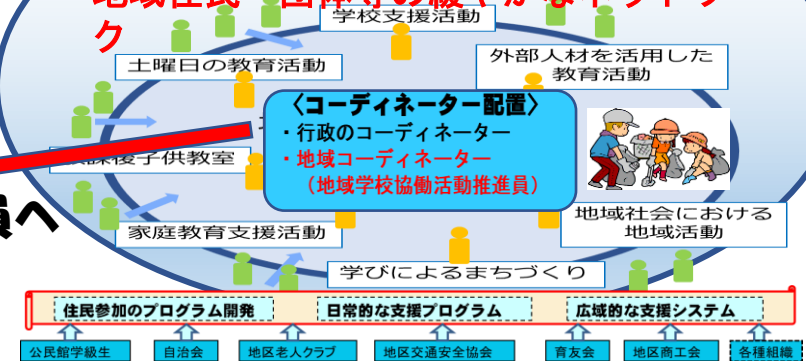 ク
学校支援活動
土曜日の教育活動
外部人材を活用した
教育活動
〈コーディネーター配置〉
・行政のコーディネーター
・地域コーディネーター
（地域学校協働活動推進員）
課後子供教室
員へ
家庭教育支援活動
地域社会における
地域活動
学びによるまちづくり
住民参加のプログラム開発
日常的な支援プログラム
広域的な支援システム
公民館学級生
自治会
地区老人クラブ
地区交通安全協会
育友会
地区商工会
各種組織